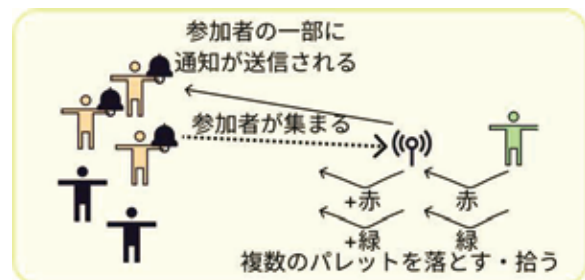 参加者の一部に
通知が送信される
参加者が集まる
+赤
赤
+緑
緑
複数のパレットを落とす・拾う